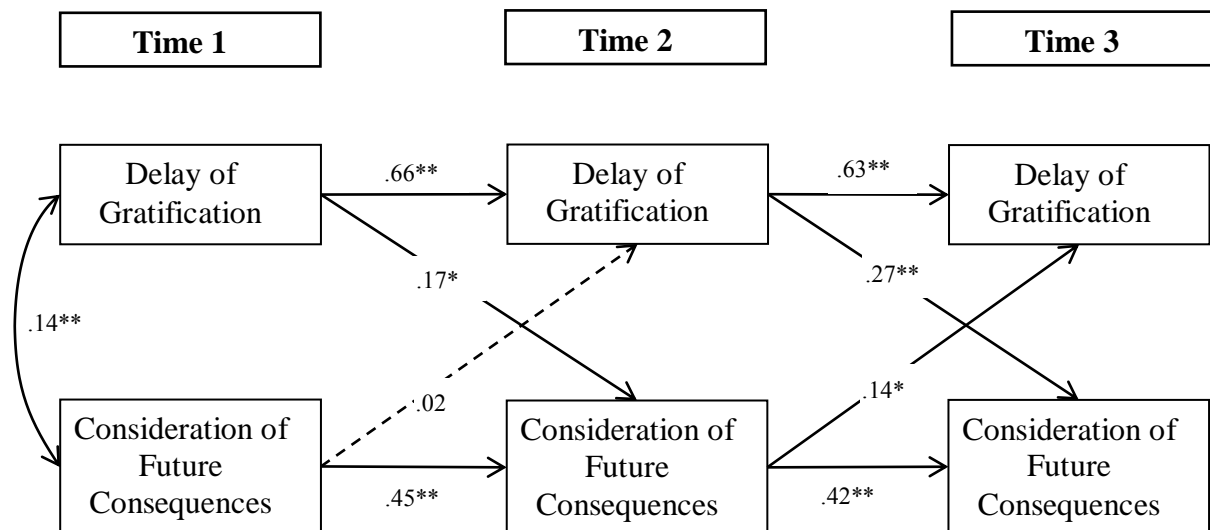 Time 1
Time 2
Time 3
Delay of
Gratification
.66**
Delay of
Gratification
.63**
Delay of
Gratification
.17*
.27**
.14**
.02
.14*
Consideration of
Future
Consequences
.45**
Consideration of
Future
Consequences
.42**
Consideration of
Future
Consequences